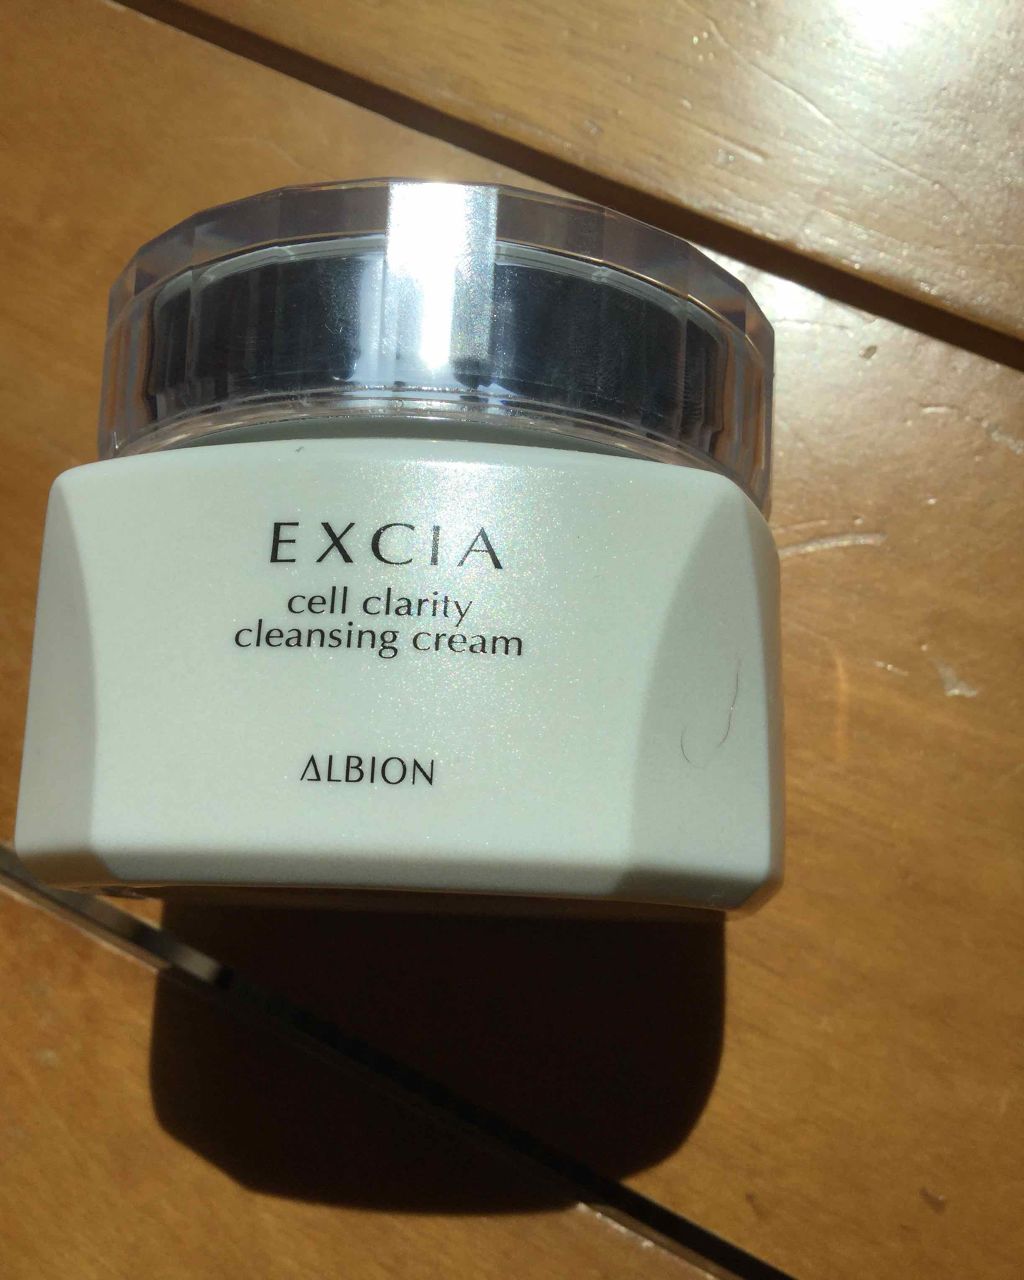 EXCIA
cell clarity
cleansing cream
ALBION